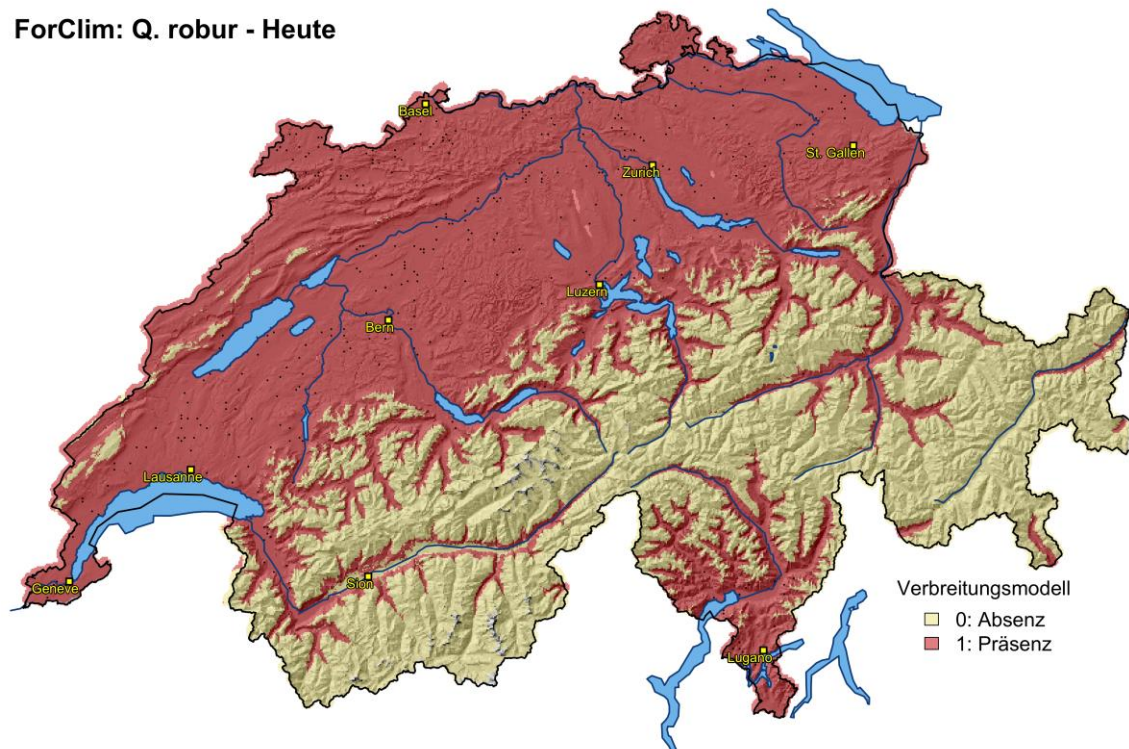 ForClim: Q. robur - Heute
Basel
St. Gallen
Zurich
Luzern
Bern
Lausanne
Geneve
Sion
Lugano
Verbreitungsmodell
0: Absenz
1: Präsenz